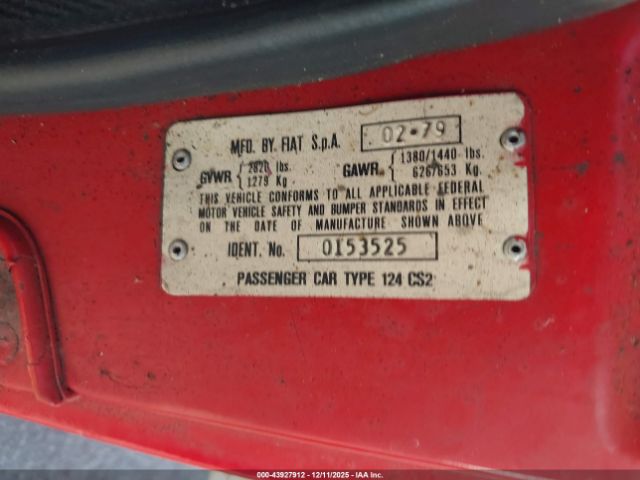 MFD. BY FIAT S.p.A. 02•79
GVWR { 2820 lbs. 1279 Kg. GAWR { 1380/1440 lbs. 626/653 Kg.
THIS VEHICLE CONFORMS TO ALL APPLICABLE FEDERAL
MOTOR VEHICLE SAFETY AND BUMPER STANDARDS IN EFFECT
ON THE DATE OF MANUFACTURE SHOWN ABOVE
IDENT. No. 0153525
PASSENGER CAR TYPE 124 CS2
000-43927912 - 12/11/2025 - IAA Inc.